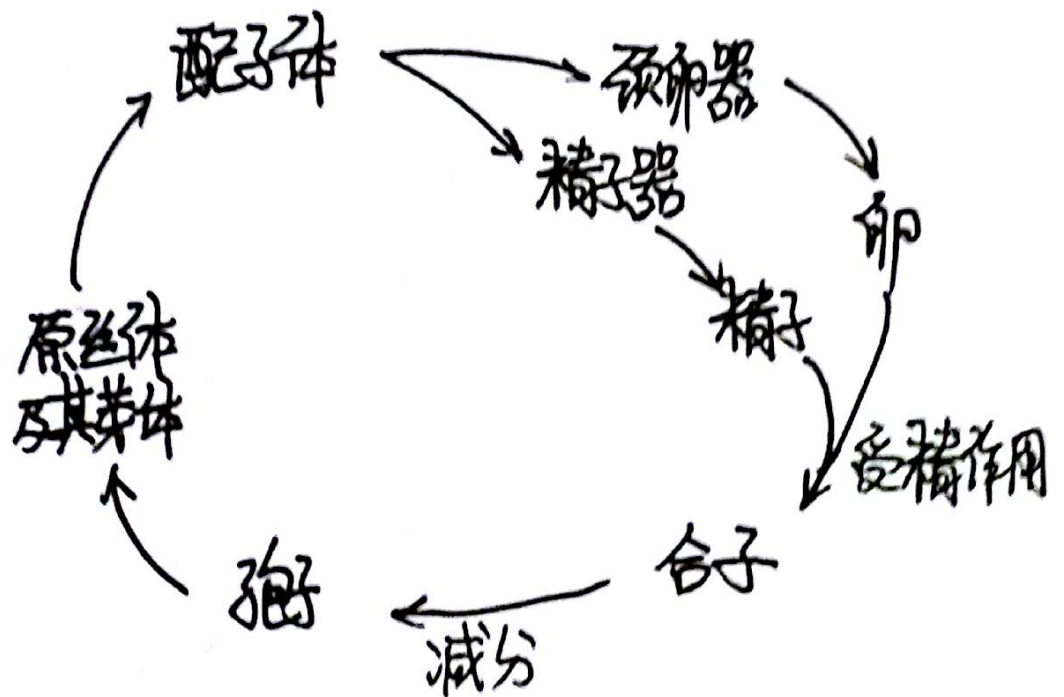 配子体
颈卵器
精子器
卵
精子
原丝体
及其芽体
受精作用
合子
孢子
减分